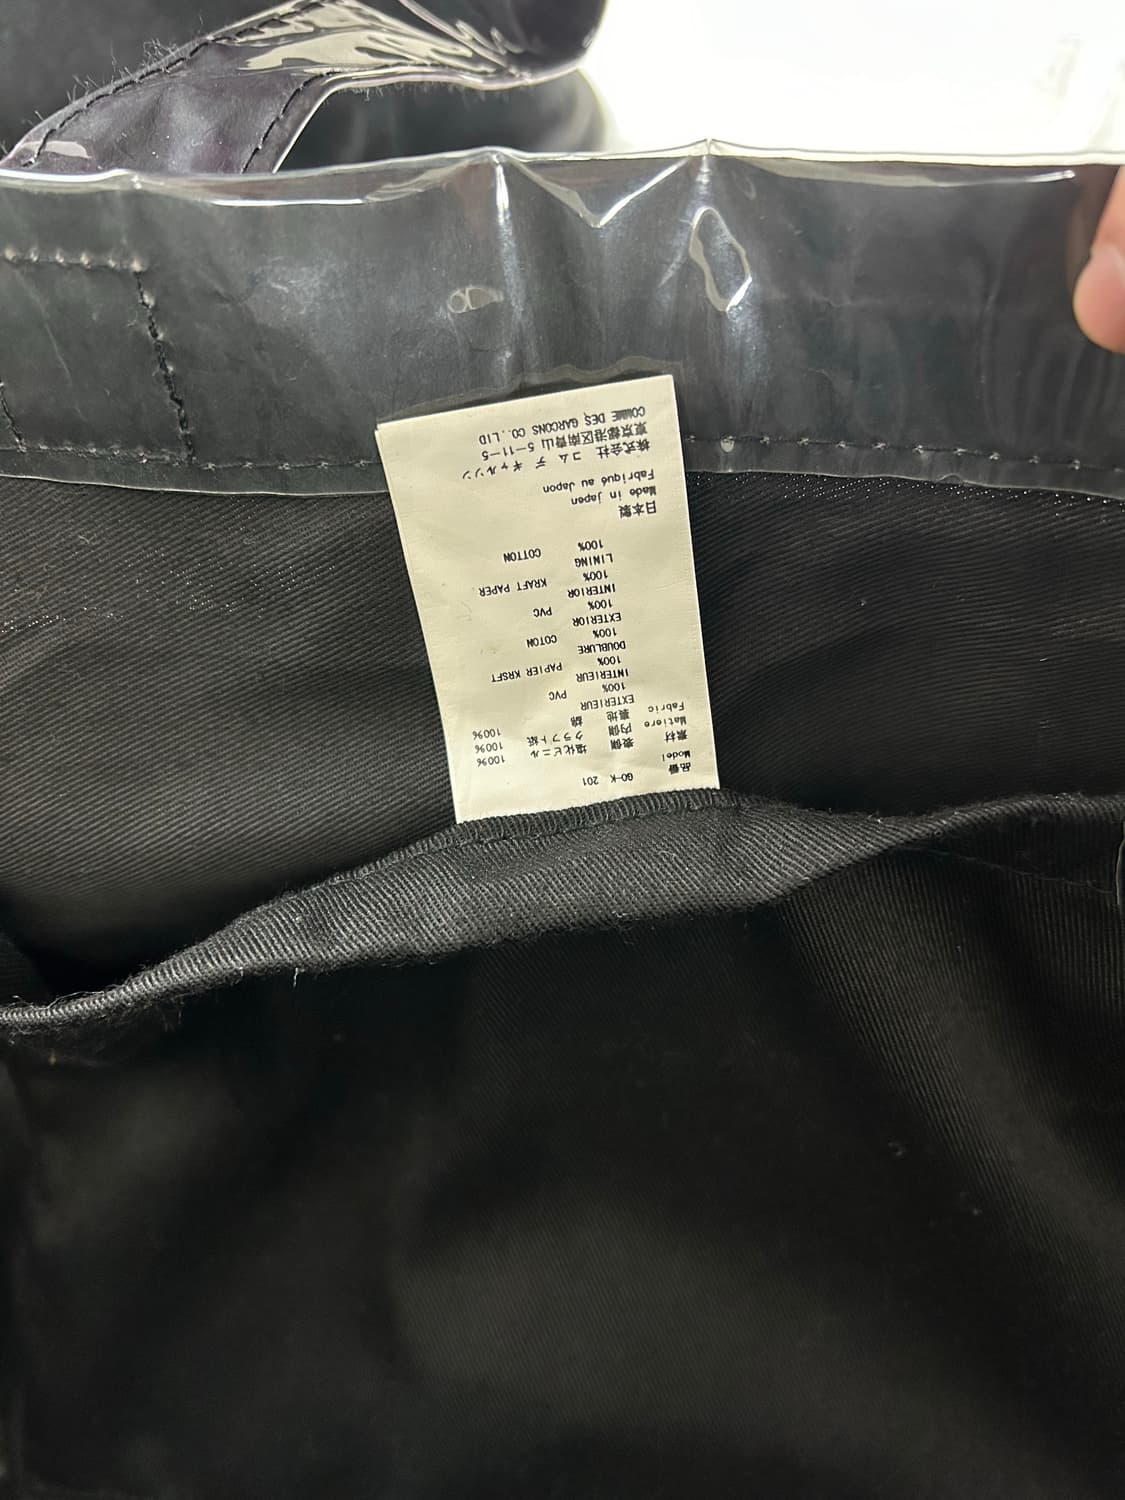 品番 GO-K 201
Model
素材 表側 塩化ビニル 100%
Matiere 内側 クラフト紙 100%
Fabric 裏地 綿 100%
EXTERIEUR
100% PVC
INTERIEUR
100% PAPIER KRSFT
DOUBLURE
100% COTON
EXTERIOR
100% PVC
INTERIOR
100% KRAFT PAPER
LINING
100% COTTON
日本製
Made in japan
Fabriqué au Japon
株式会社 コム デ ギャルソン
東京都港区南青山 5-11-5
COMME DES GARCONS CO.,LTD